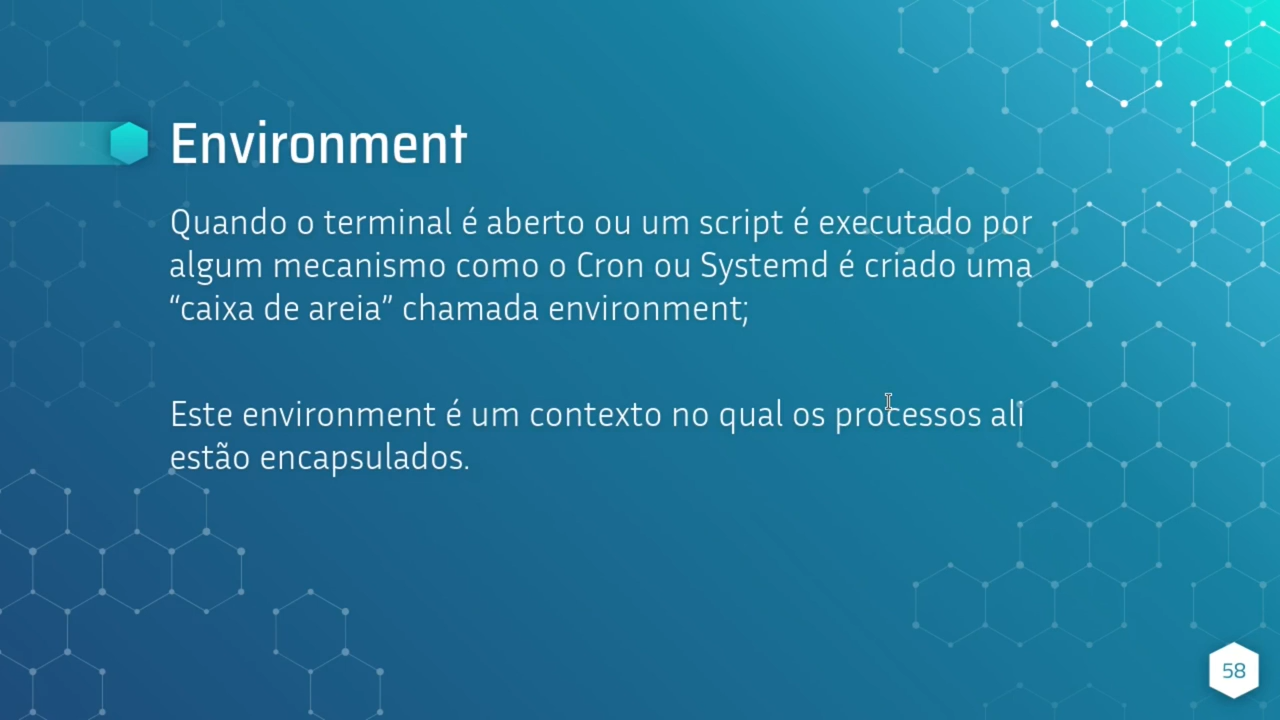 Environment
Quando o terminal é aberto ou um script é executado por
algum mecanismo como o Cron ou Systemd é criado uma
“caixa de areia” chamada environment;
Este environment é um contexto no qual os processos ali
estão encapsulados.
58